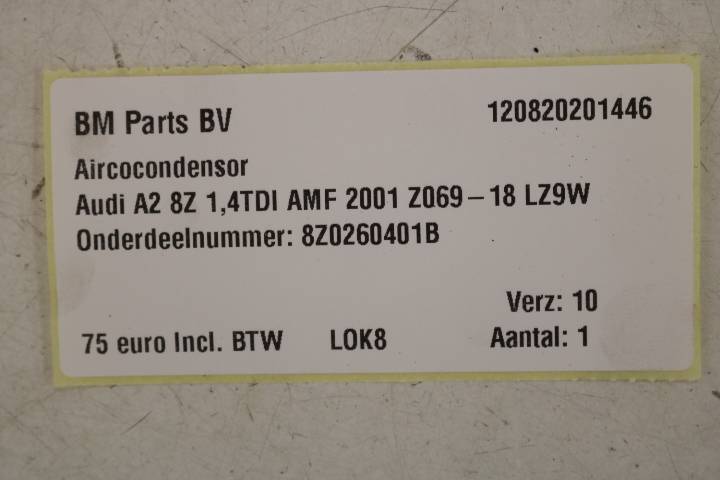 BM Parts BV 120820201446
Aircocondensor
Audi A2 8Z 1,4TDI AMF 2001 Z069-18 LZ9W
Onderdeelnummer: 8Z0260401B
Verz: 10
75 euro Incl. BTW LOK8 Aantal: 1